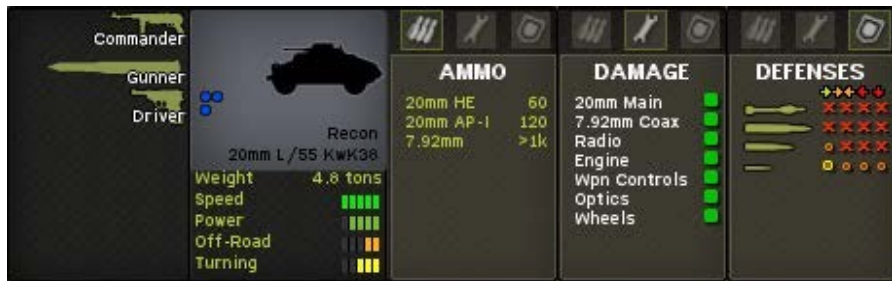 Commander
Gunner
Driver
Recon
20mm L/55 KwK38
Weight 4.8 tons
Speed
Power
Off-Road
Turning
AMMO
20mm HE 60
20mm AP-I 120
7.92mm >1k
DAMAGE
20mm Main
7.92mm Coax
Radio
Engine
Wpn Controls
Optics
Wheels
DEFENSES